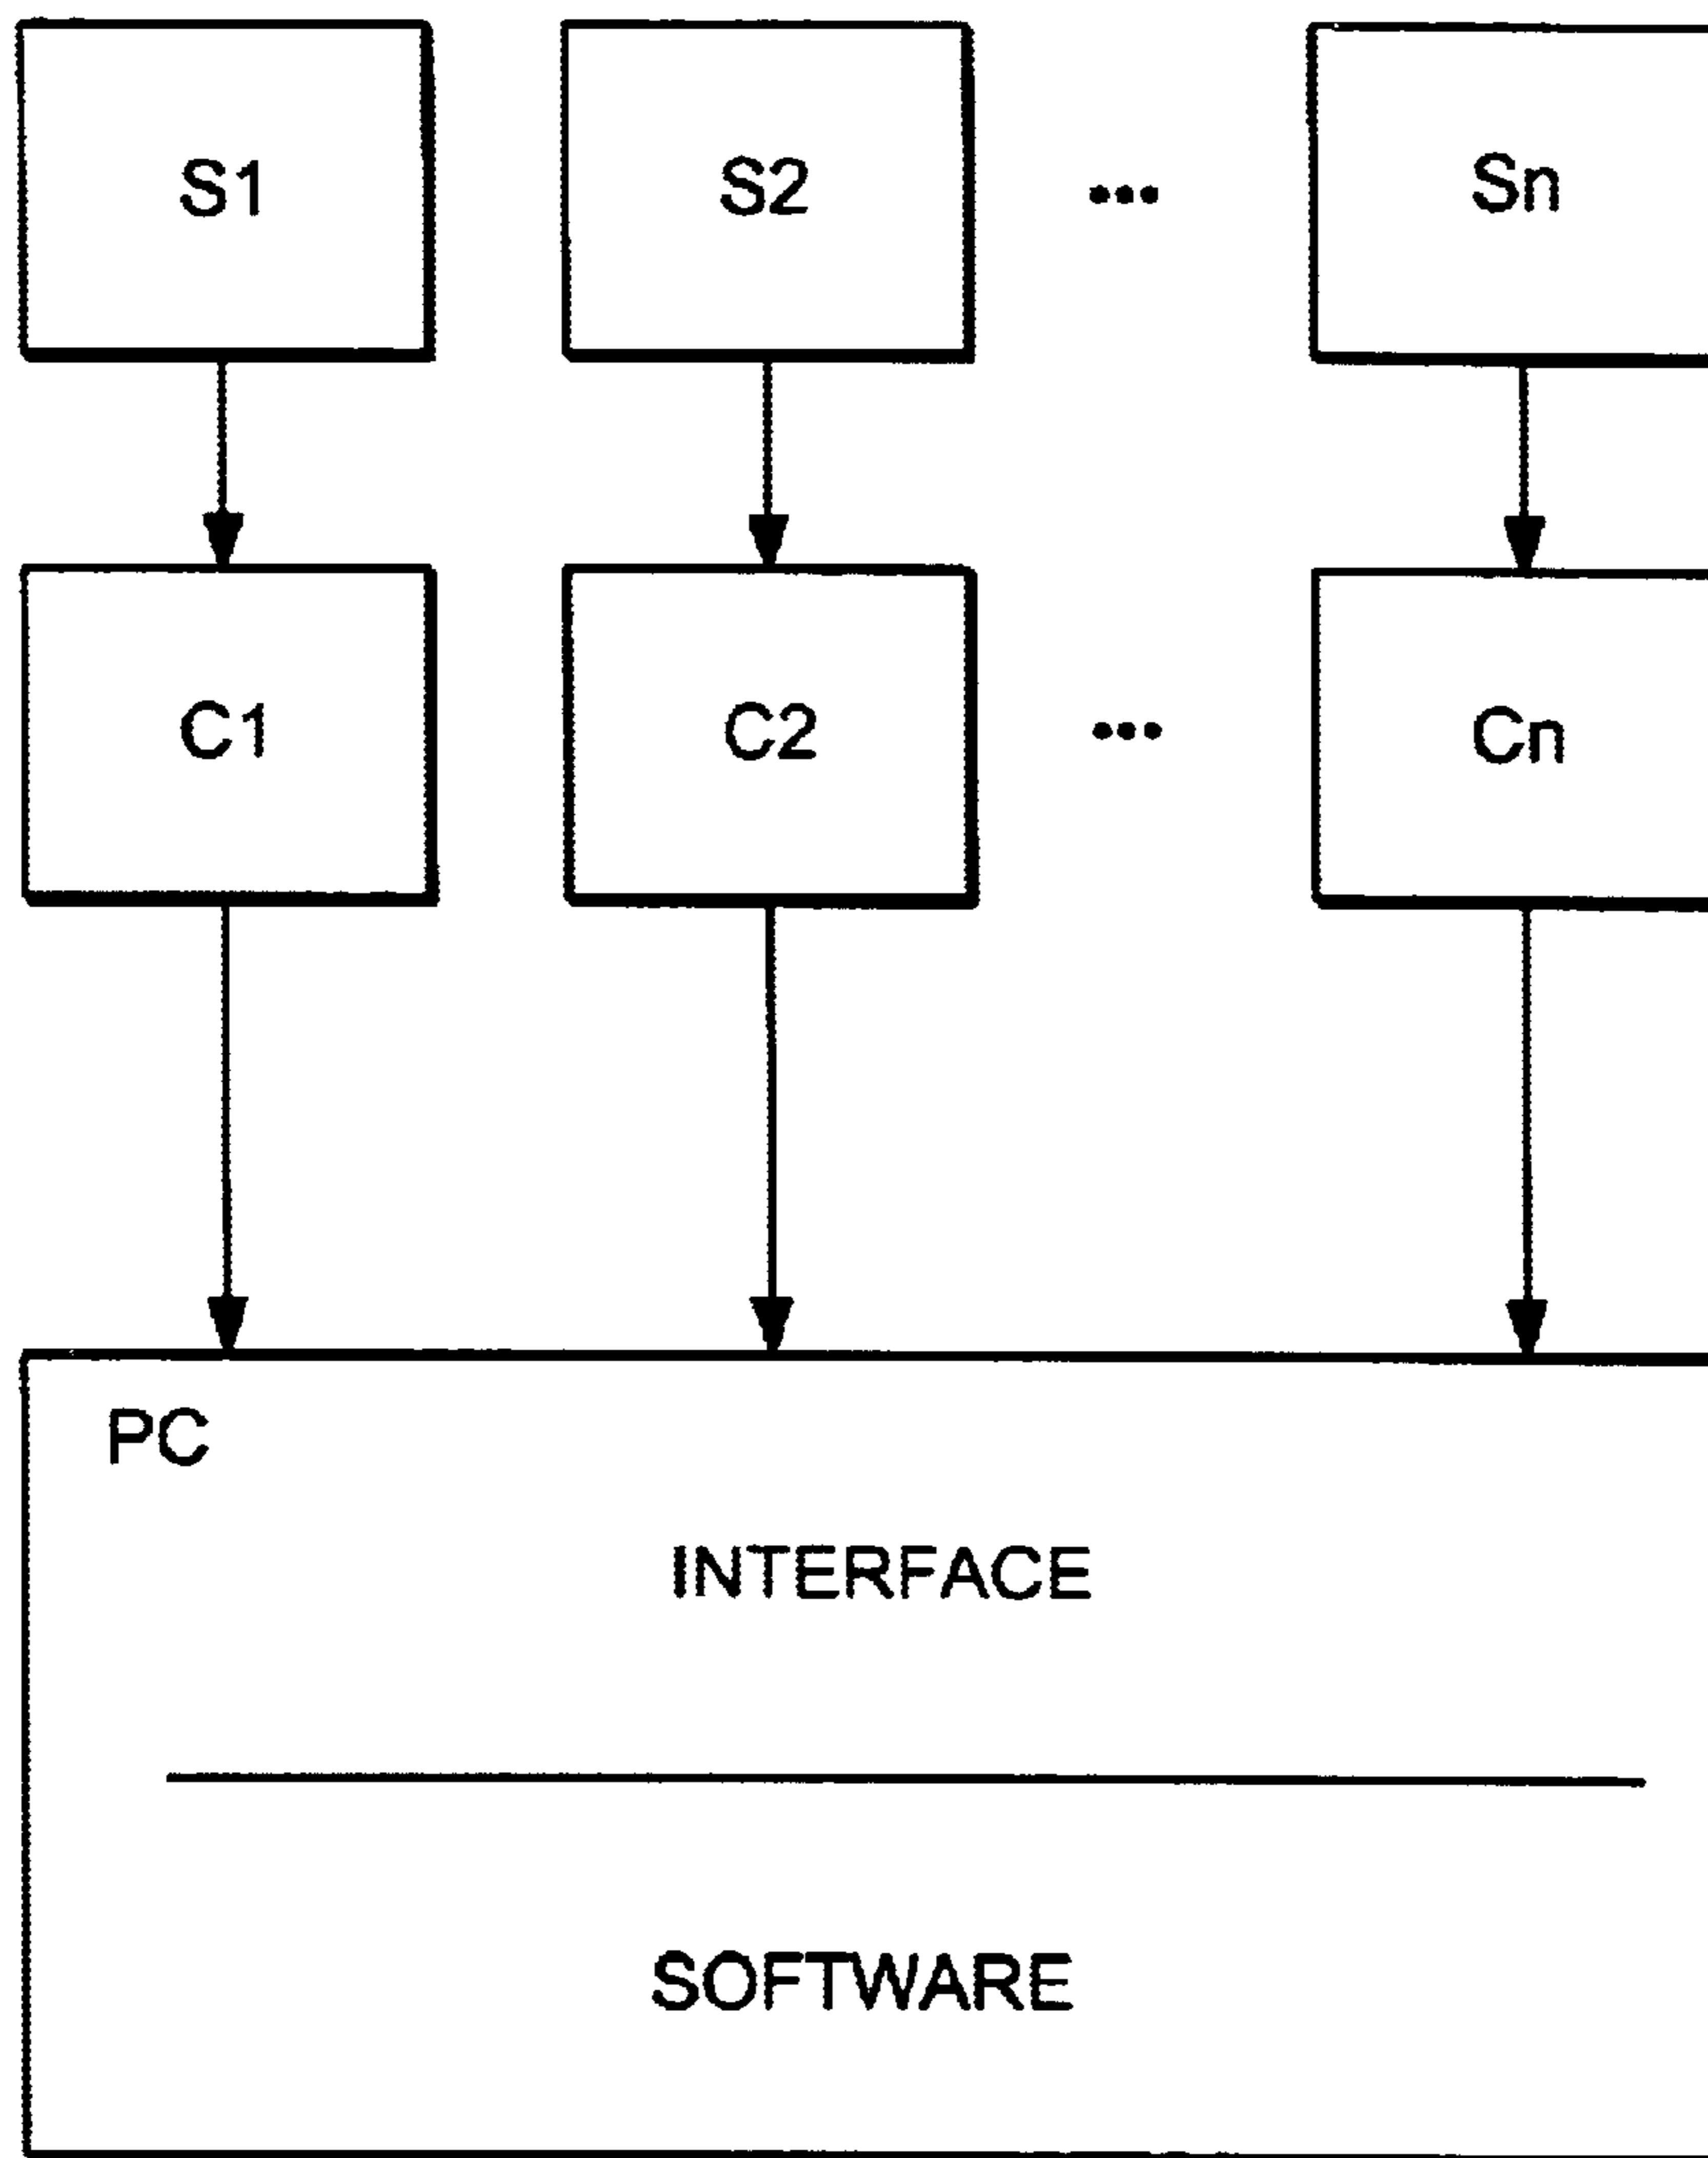 S1 S2 ... Sn
C1 C2 ... Cn
PC
INTERFACE
SOFTWARE